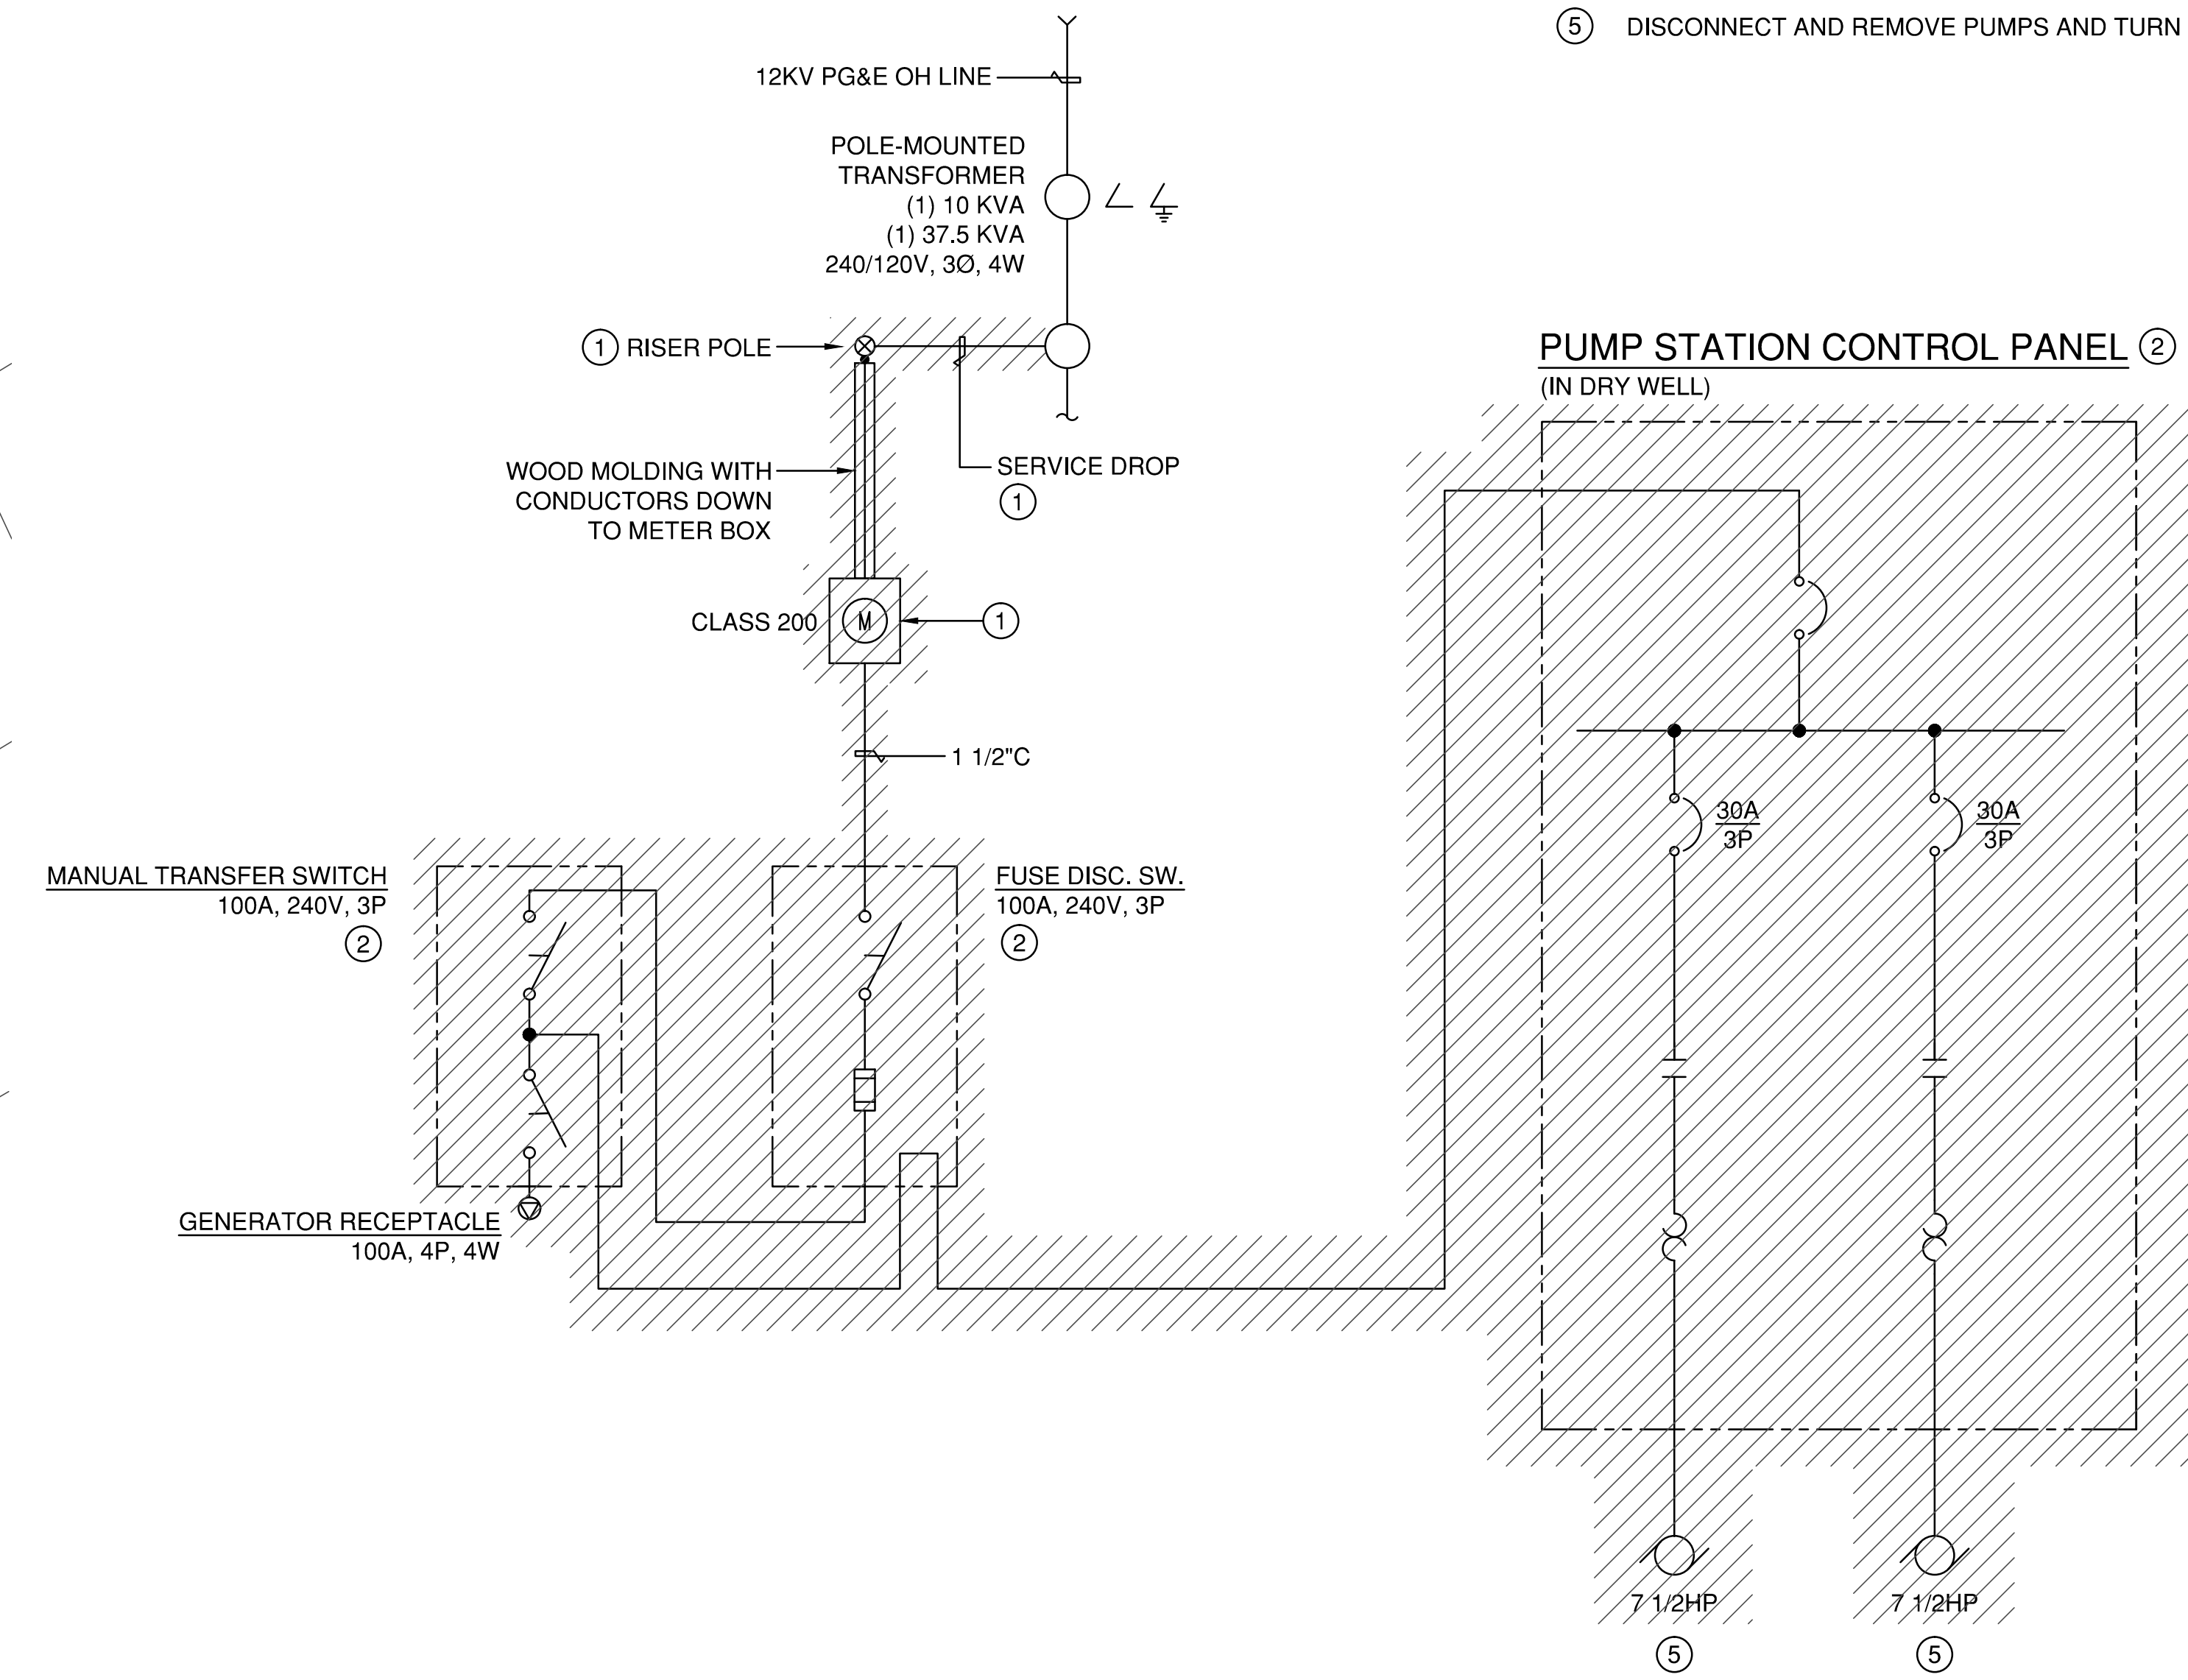 ⑤ DISCONNECT AND REMOVE PUMPS AND TURN
12KV PG&E OH LINE
POLE-MOUNTED
TRANSFORMER
(1) 10 KVA
(1) 37.5 KVA
240/120V, 3Ø, 4W
① RISER POLE
PUMP STATION CONTROL PANEL ②
(IN DRY WELL)
WOOD MOLDING WITH
CONDUCTORS DOWN
TO METER BOX
SERVICE DROP
①
CLASS 200
M
①
1 1/2"C
30A
3P
30A
3P
MANUAL TRANSFER SWITCH
100A, 240V, 3P
②
FUSE DISC. SW.
100A, 240V, 3P
②
GENERATOR RECEPTACLE
100A, 4P, 4W
7 1/2HP
⑤
7 1/2HP
⑤